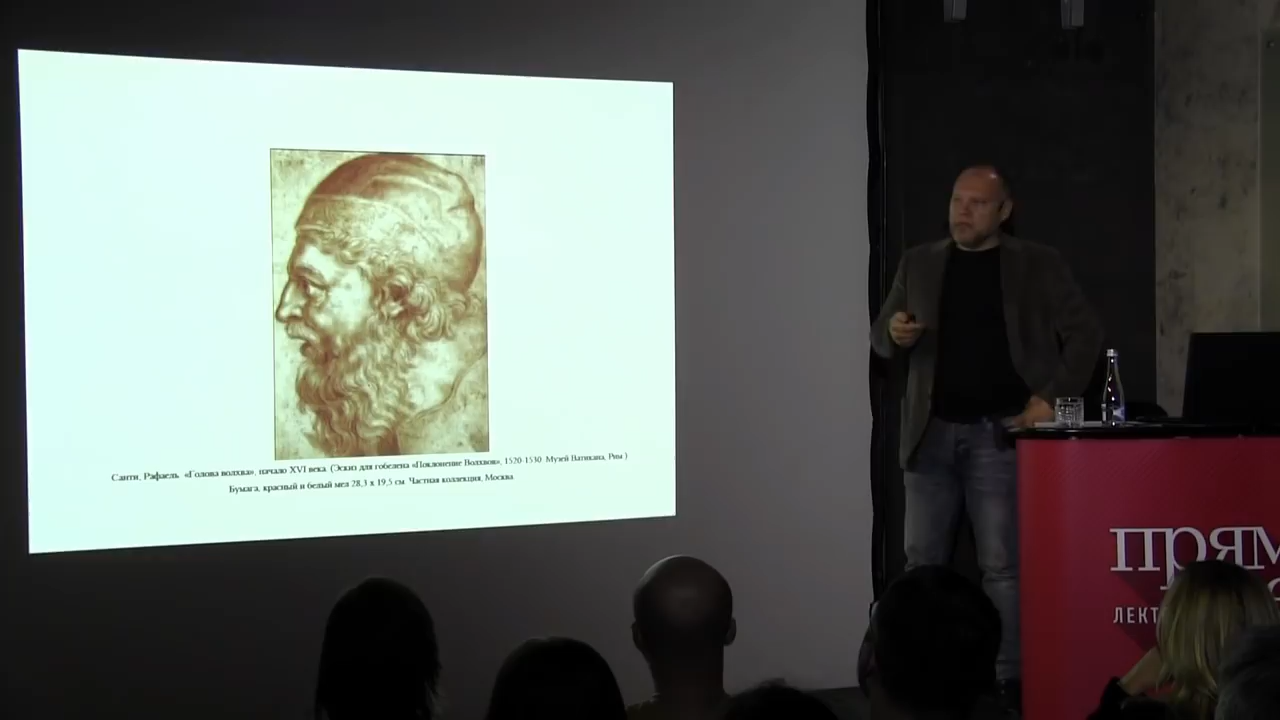 Санти, Рафаель. «Голова волхва», начало XVI века. (Эскиз для гобелена «Поклонение Волхвов», 1520-1530. Музей Ватикана, Рим.)
Бумага, красный и белый мел 28,3 x 19,5 см. Частная коллекция, Москва.
прям
ЛЕКТ